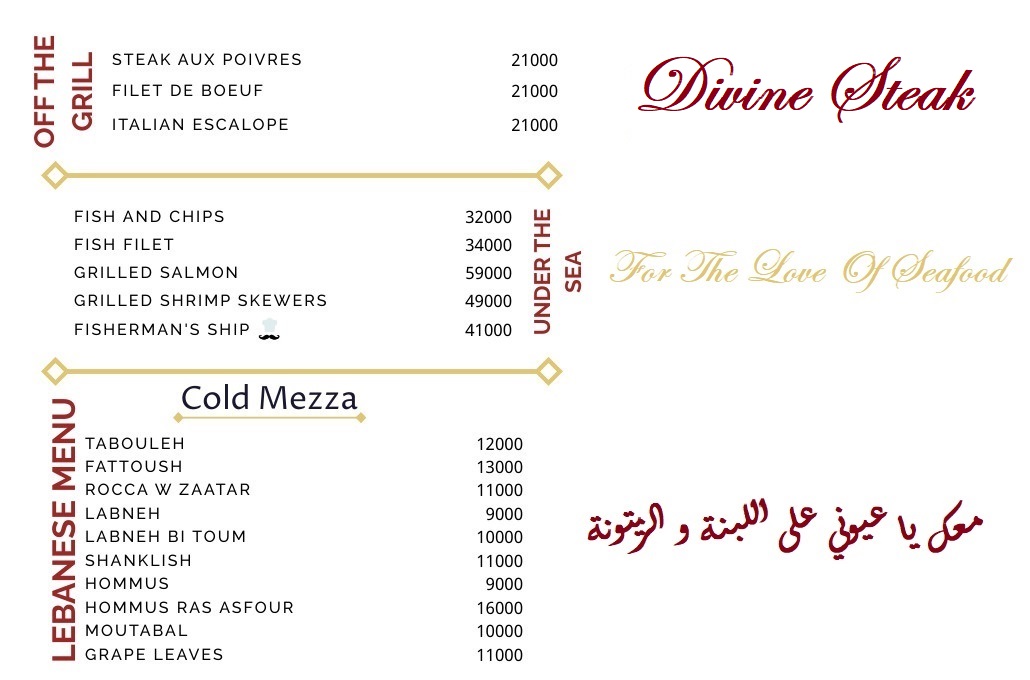 OFF THE
GRILL
STEAK AUX POIVRES 21000
FILET DE BOEUF 21000
ITALIAN ESCALOPE 21000
Divine Steak
FISH AND CHIPS 32000
FISH FILET 34000
GRILLED SALMON 59000
GRILLED SHRIMP SKEWERS 49000
FISHERMAN'S SHIP 41000
UNDER THE
SEA
For The Love Of Seafood
LEBANESE MENU
Cold Mezza
TABOULEH 12000
FATTOUSH 13000
ROCCA W ZAATAR 11000
LABNEH 9000
LABNEH BI TOUM 10000
SHANKLISH 11000
HOMMUS 9000
HOMMUS RAS ASFOUR 16000
MOUTABAL 10000
GRAPE LEAVES 11000
معك يا عيوني على اللبنة و الزيتونة